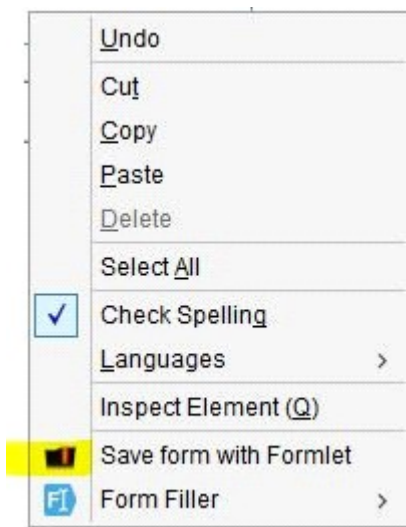 Undo
Cut
Copy
Paste
Delete
Select All
Check Spelling
Languages
Inspect Element (Q)
Save form with Formlet
Form Filler